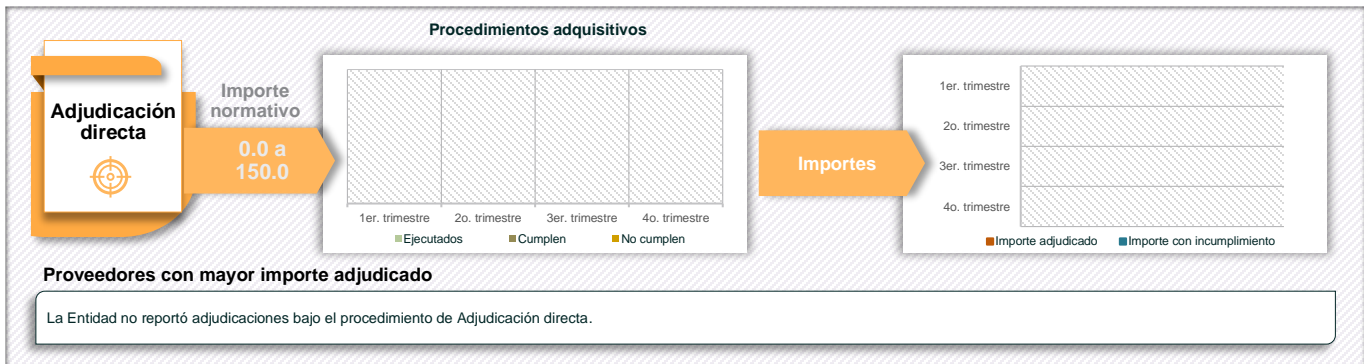 Procedimientos adquisitivos
Adjudicación
directa
Importe
normativo
0.0 a
150.0
1er. trimestre
2o. trimestre
3er. trimestre
4o. trimestre
Ejecutados
Cumplen
No cumplen
Importes
1er. trimestre
2o. trimestre
3er. trimestre
4o. trimestre
Importe adjudicado
Importe con incumplimiento
Proveedores con mayor importe adjudicado
La Entidad no reportó adjudicaciones bajo el procedimiento de Adjudicación directa.